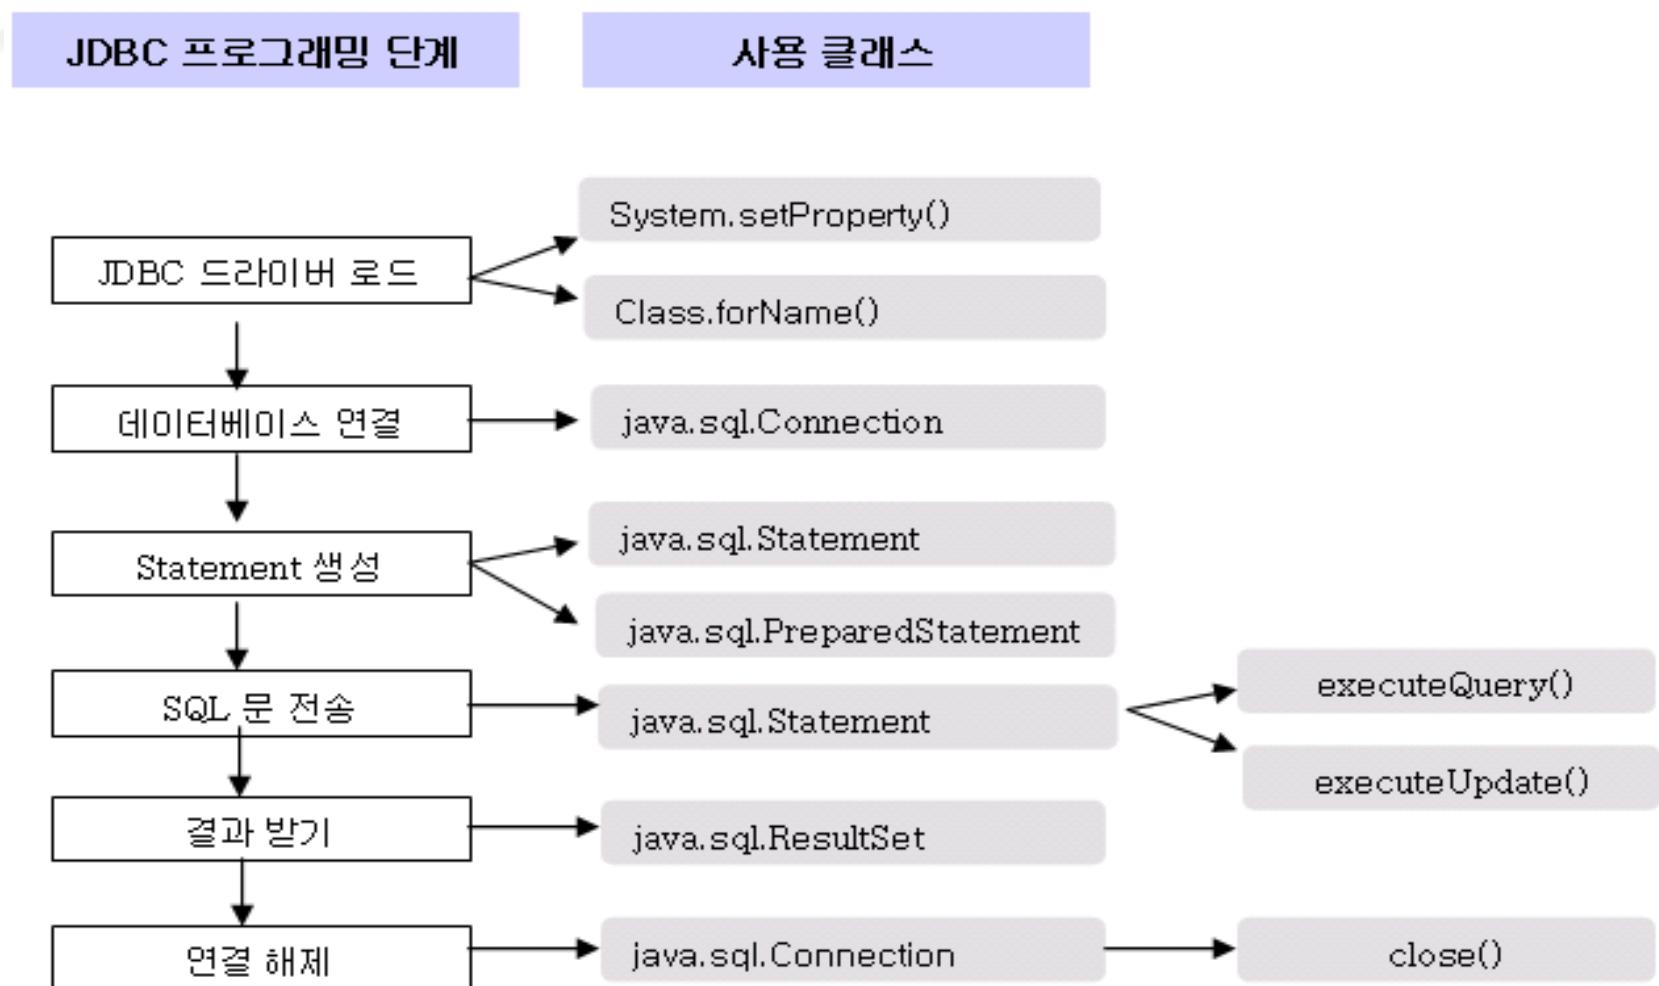 JDBC 프로그래밍 단계
사용 클래스
System.setProperty()
JDBC 드라이버 로드
Class.forName()
데이터베이스 연결
java.sql.Connection
java.sql.Statement
Statement 생성
java.sql.PreparedStatement
SQL 문 전송
java.sql.Statement
executeQuery()
executeUpdate()
결과 받기
java.sql.ResultSet
연결 해제
java.sql.Connection
close()